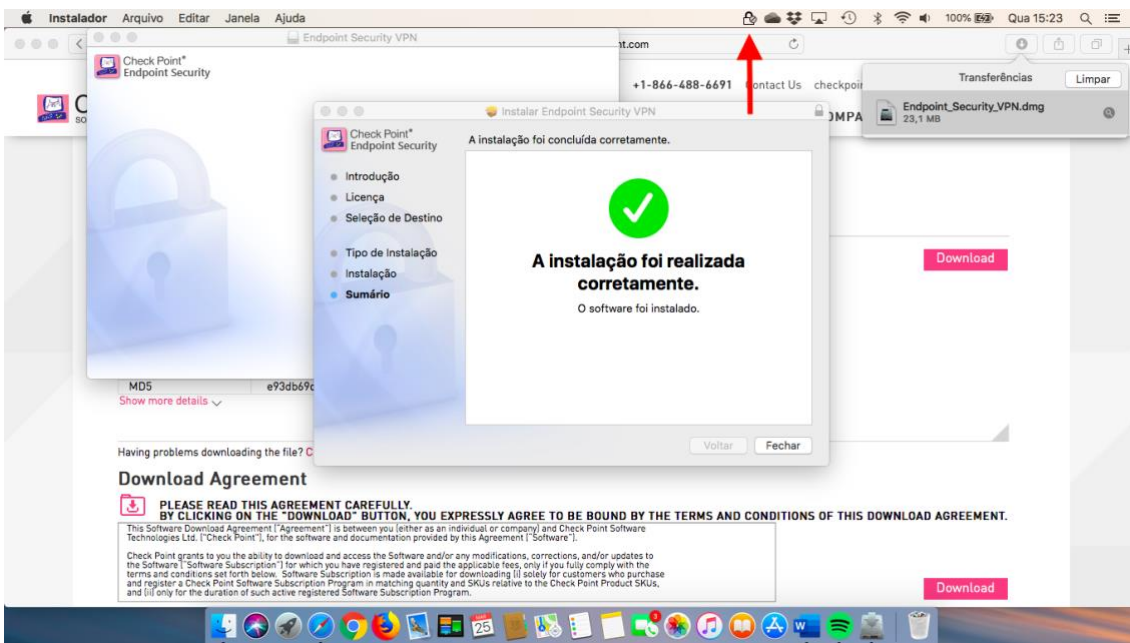 Instalador Arquivo Editar Janela Ajuda 100% Qua 15:23
Endpoint Security VPN
nt.com
Check Point
Endpoint Security
+1-866-488-6691 Contact Us checkpoi
Transferências Limpar
Endpoint_Security_VPN.dmg
23,1 MB
OMPA
Instalar Endpoint Security VPN
Check Point
Endpoint Security
A instalação foi concluída corretamente.
Introdução
Licença
Seleção de Destino
Tipo de Instalação
Instalação
Sumário
A instalação foi realizada
corretamente.
O software foi instalado.
Voltar Fechar
Download
MD5 e93db69c
Show more details
Having problems downloading the file? C
Download Agreement
PLEASE READ THIS AGREEMENT CAREFULLY.
BY CLICKING ON THE "DOWNLOAD" BUTTON, YOU EXPRESSLY AGREE TO BE BOUND BY THE TERMS AND CONDITIONS OF THIS DOWNLOAD AGREEMENT.
This Software Download Agreement ("Agreement") is between you (either as an individual or company) and Check Point Software
Technologies Ltd. ("Check Point"), for the software and documentation provided by this Agreement ("Software").
Check Point grants to you the ability to download and access the Software and/or any modifications, corrections, and/or updates to
the Software ("Software Subscription") for which you have registered and paid the applicable fees, only if you fully comply with the
terms and conditions set forth below. Software Subscription is made available for downloading (i) solely for customers who purchase
and register a Check Point Software Subscription Program in matching quantity and SKUs relative to the Check Point Product SKUs,
and (ii) only for the duration of such active registered Software Subscription Program.
Download
25